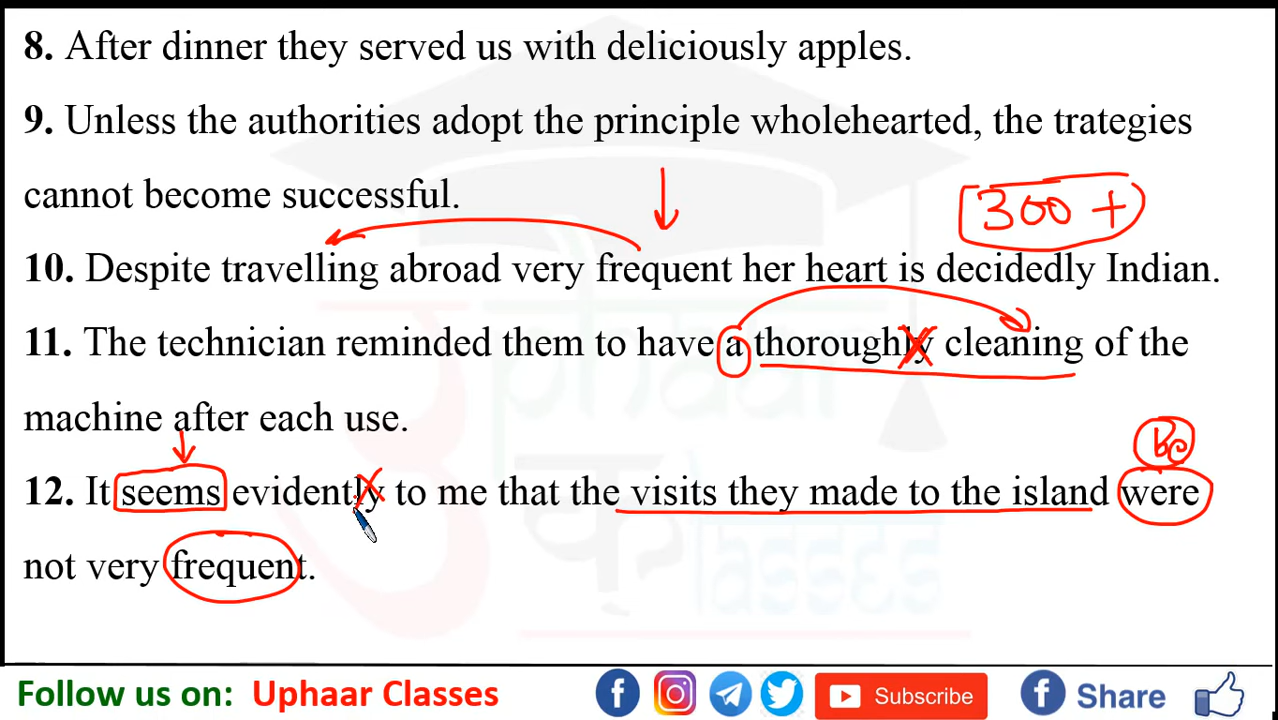 8. After dinner they served us with deliciously apples.
9. Unless the authorities adopt the principle wholehearted, the trategies
cannot become successful.
300 +
10. Despite travelling abroad very frequent her heart is decidedly Indian.
11. The technician reminded them to have a thoroughly cleaning of the
machine after each use.
Be
12. It seems evidently to me that the visits they made to the island were
not very frequent.
Follow us on: Uphaar Classes
Subscribe
Share